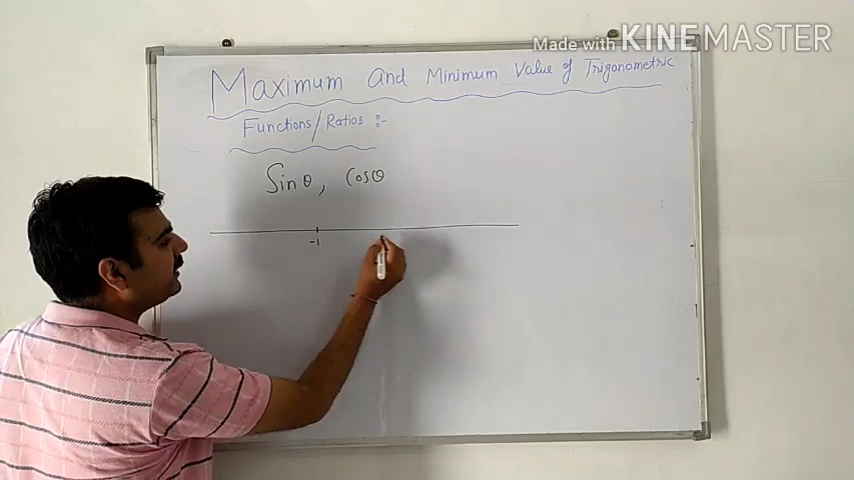 Made with KINEMASTER
Maximum And Minimum Value of Trigonometric
Functions/Ratios :-
Sinθ, Cosθ
-1